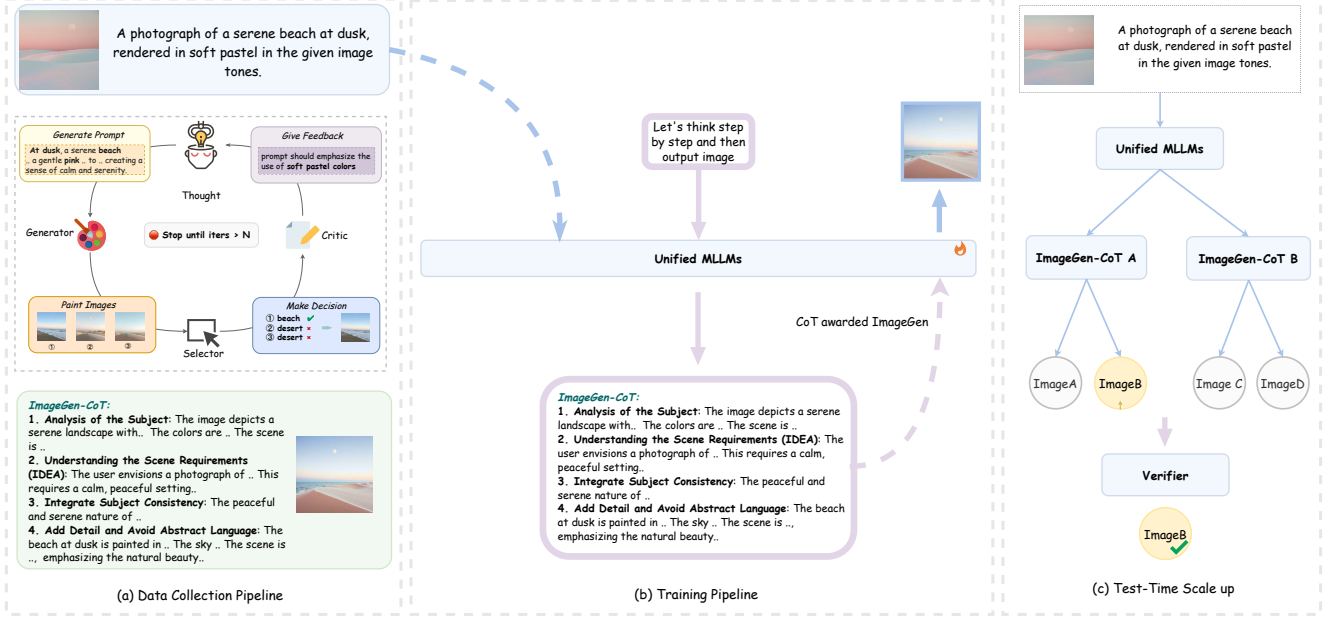 A photograph of a serene beach at dusk,
rendered in soft pastel in the given image
tones.
Generate Prompt
At dusk, a serene beach
.. a gentle pink .. to .. creating a
sense of calm and serenity.
Thought
Give Feedback
prompt should emphasize the
use of soft pastel colors
Generator
Stop until iters > N
Critic
Paint Images
① ② ③
Selector
Make Decision
① beach ✔
② desert ×
③ desert ×
ImageGen-CoT:
1. Analysis of the Subject: The image depicts a
serene landscape with.. The colors are .. The scene
is ..
2. Understanding the Scene Requirements
(IDEA): The user envisions a photograph of .. This
requires a calm, peaceful setting..
3. Integrate Subject Consistency: The peaceful
and serene nature of ..
4. Add Detail and Avoid Abstract Language: The
beach at dusk is painted in .. The sky .. The scene is
.., emphasizing the natural beauty..
(a) Data Collection Pipeline
Let's think step
by step and then
output image
Unified MLLMs
CoT awarded ImageGen
ImageGen-CoT:
1. Analysis of the Subject: The image depicts a serene
landscape with.. The colors are .. The scene is ..
2. Understanding the Scene Requirements (IDEA): The
user envisions a photograph of .. This requires a calm,
peaceful setting..
3. Integrate Subject Consistency: The peaceful and
serene nature of ..
4. Add Detail and Avoid Abstract Language: The beach
at dusk is painted in .. The sky .. The scene is ..,
emphasizing the natural beauty..
(b) Training Pipeline
A photograph of a serene beach
at dusk, rendered in soft pastel
in the given image tones.
Unified MLLMs
ImageGen-CoT A
ImageGen-CoT B
ImageA
ImageB
Image C
ImageD
Verifier
ImageB
(c) Test-Time Scale up